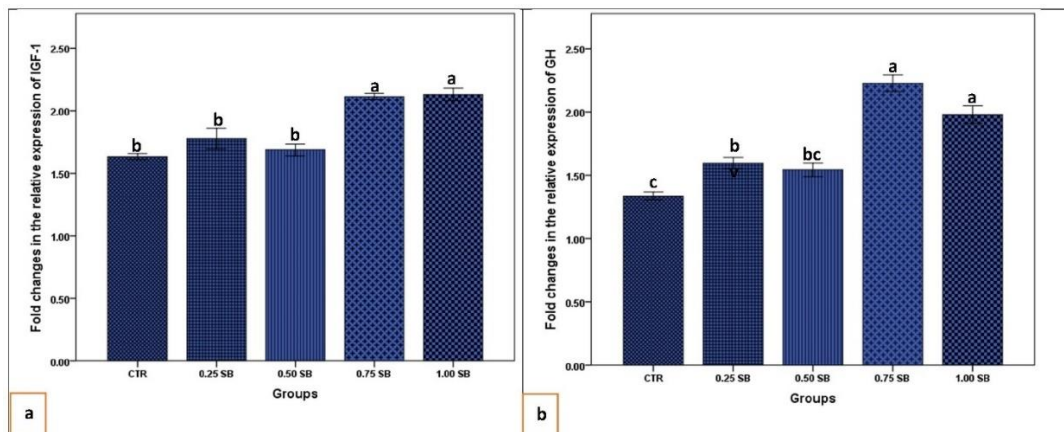 Fold changes in the relative expression of IGF-1
2.50
2.00
1.50
1.00
0.50
0.00
b
b
b
a
a
CTR
0.25 SB
0.50 SB
0.75 SB
1.00 SB
Groups
a
Fold changes in the relative expression of GH
2.50
2.00
1.50
1.00
0.50
0.00
c
b
v
bc
a
a
CTR
0.25 SB
0.50 SB
0.75 SB
1.00 SB
Groups
b